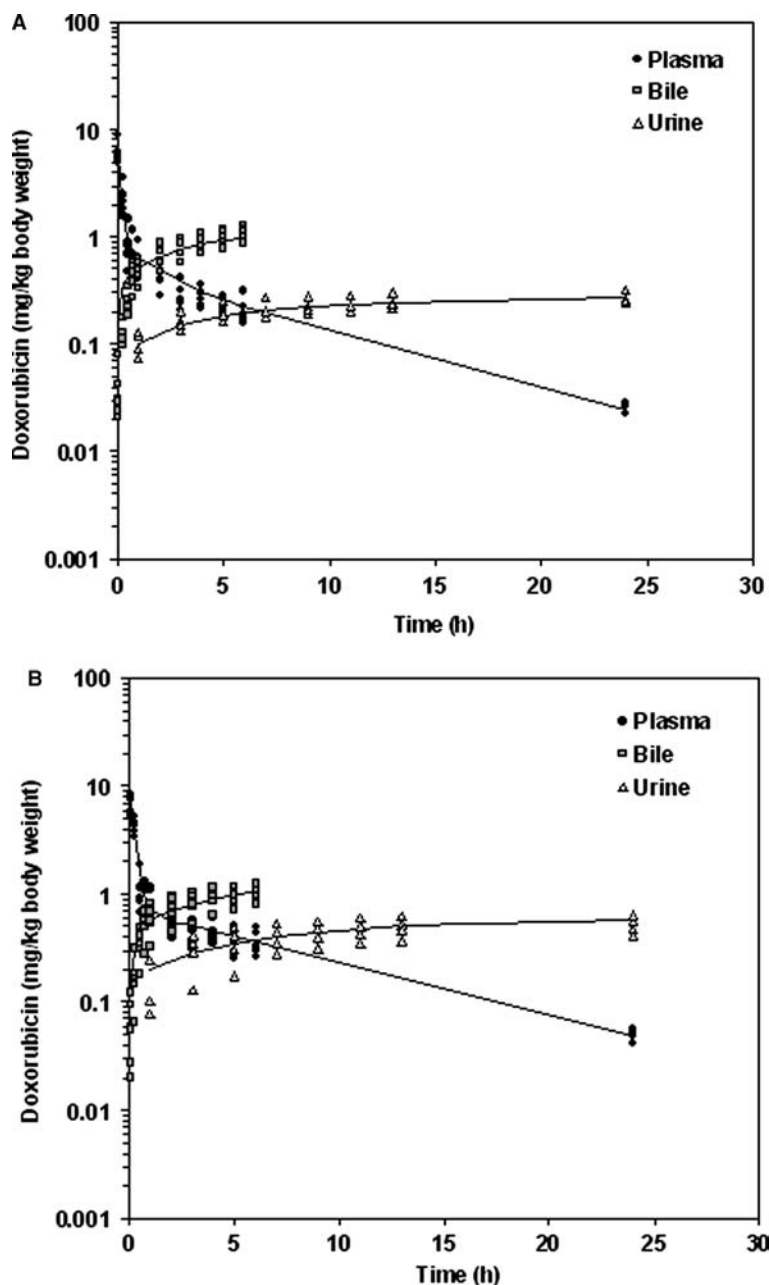 A
Doxorubicin (mg/kg body weight)
100
10
1
0.1
0.01
0.001
Plasma
Bile
Urine
0 5 10 15 20 25 30
Time (h)
B
Doxorubicin (mg/kg body weight)
100
10
1
0.1
0.01
0.001
Plasma
Bile
Urine
0 5 10 15 20 25 30
Time (h)